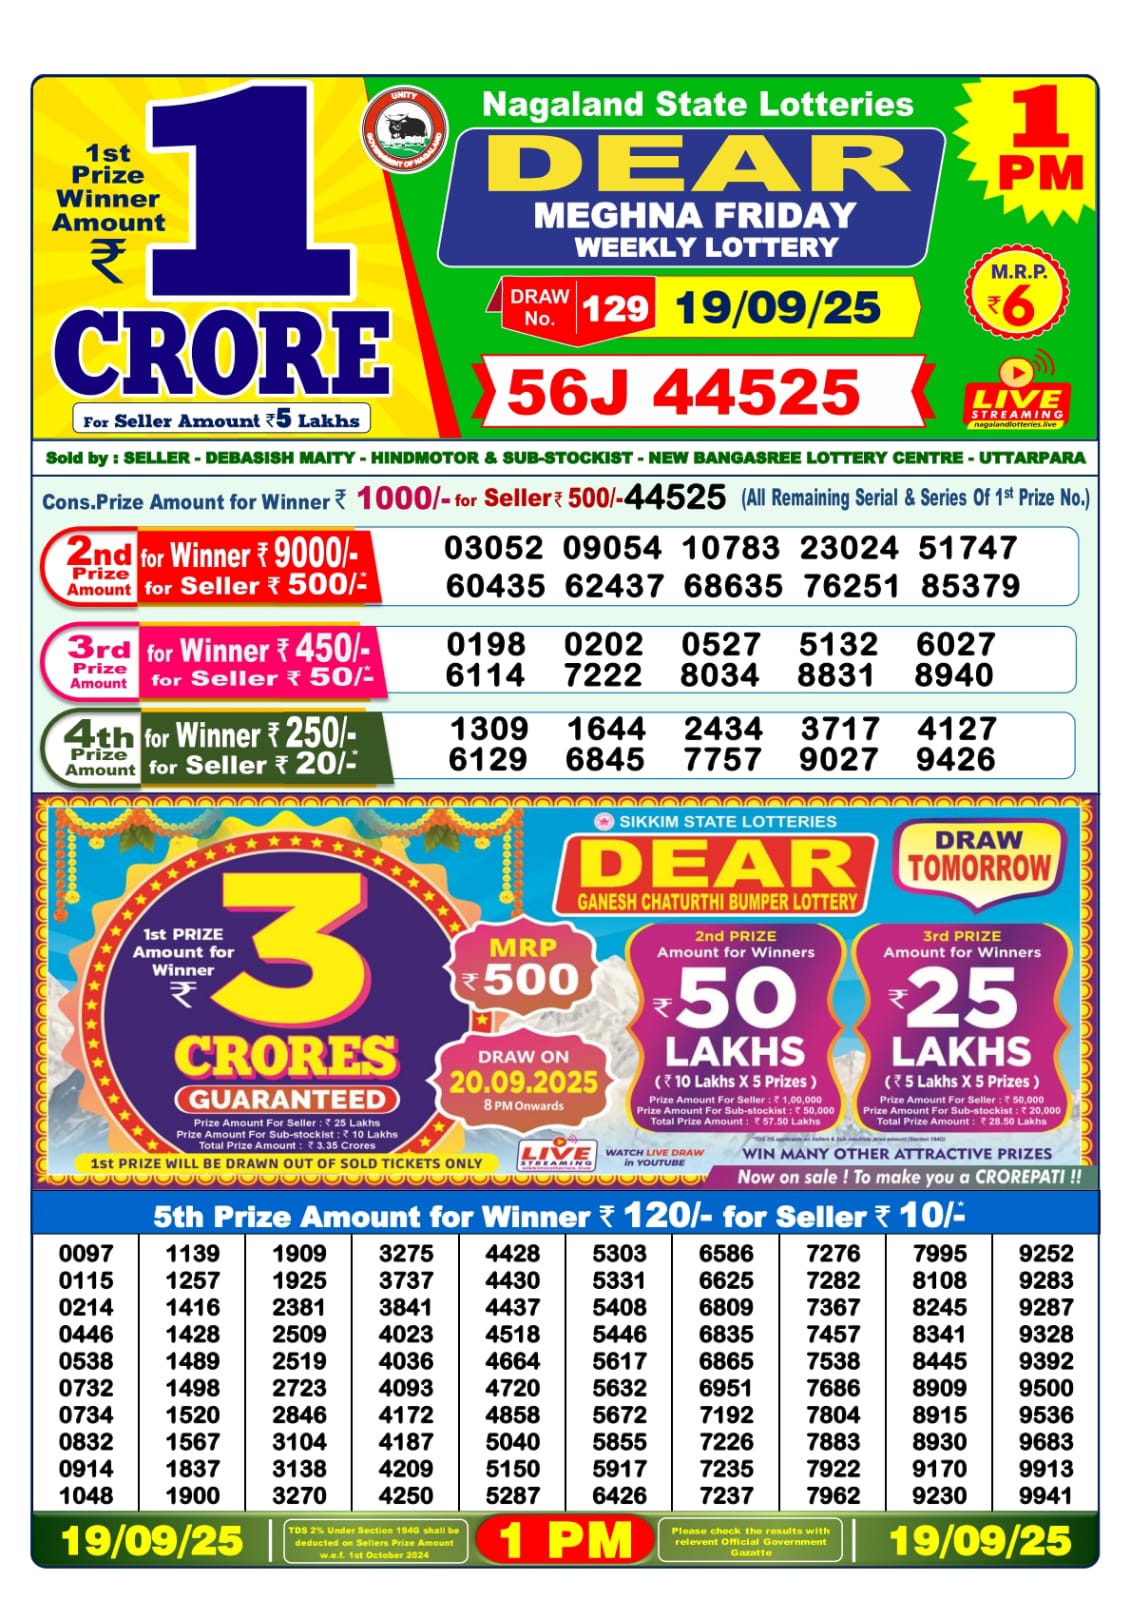 1st
Prize
Winner
Amount
₹
1
CRORE
For Seller Amount ₹5 Lakhs
UNITY
GOVERNMENT OF NAGALAND
Nagaland State Lotteries
DEAR
MEGHNA FRIDAY
WEEKLY LOTTERY
1
PM
DRAW No. 129 19/09/25
M.R.P.
₹6
56J 44525
LIVE
STREAMING
nagalandlotteries.live
Sold by : SELLER - DEBASISH MAITY - HINDMOTOR & SUB-STOCKIST - NEW BANGASREE LOTTERY CENTRE - UTTARPARA
Cons.Prize Amount for Winner ₹ 1000/- for Seller ₹ 500/- 44525 (All Remaining Serial & Series Of 1st Prize No.)
2nd
Prize
Amount
for Winner ₹ 9000/-
for Seller ₹ 500/-*
03052 09054 10783 23024 51747
60435 62437 68635 76251 85379
3rd
Prize
Amount
for Winner ₹ 450/-
for Seller ₹ 50/-*
0198 0202 0527 5132 6027
6114 7222 8034 8831 8940
4th
Prize
Amount
for Winner ₹ 250/-
for Seller ₹ 20/-*
1309 1644 2434 3717 4127
6129 6845 7757 9027 9426
SIKKIM STATE LOTTERIES
DEAR
GANESH CHATURTHI BUMPER LOTTERY
DRAW
TOMORROW
1st PRIZE
Amount for
Winner
₹
3
CRORES
GUARANTEED
Prize Amount For Seller : ₹ 25 Lakhs
Prize Amount For Sub-stockist : ₹ 10 Lakhs
Total Prize Amount : ₹ 3.35 Crores
1st PRIZE WILL BE DRAWN OUT OF SOLD TICKETS ONLY
MRP
₹ 500
DRAW ON
20.09.2025
8 PM Onwards
2nd PRIZE
Amount for Winners
₹50
LAKHS
( ₹ 10 Lakhs X 5 Prizes )
Prize Amount For Seller : ₹ 1,00,000
Prize Amount For Sub-stockist : ₹ 50,000
Total Prize Amount : ₹ 57.50 Lakhs
3rd PRIZE
Amount for Winners
₹25
LAKHS
( ₹ 5 Lakhs X 5 Prizes )
Prize Amount For Seller : ₹ 50,000
Prize Amount For Sub-stockist : ₹ 20,000
Total Prize Amount : ₹ 28.50 Lakhs
LIVE
STREAMING
sikkimlotteries.live
WATCH LIVE DRAW
in YOUTUBE
WIN MANY OTHER ATTRACTIVE PRIZES
Now on sale ! To make you a CROREPATI !!
5th Prize Amount for Winner ₹ 120/- for Seller ₹ 10/-*
0097 1139 1909 3275 4428 5303 6586 7276 7995 9252
0115 1257 1925 3737 4430 5331 6625 7282 8108 9283
0214 1416 2381 3841 4437 5408 6809 7367 8245 9287
0446 1428 2509 4023 4518 5446 6835 7457 8341 9328
0538 1489 2519 4036 4664 5617 6865 7538 8445 9392
0732 1498 2723 4093 4720 5632 6951 7686 8909 9500
0734 1520 2846 4172 4858 5672 7192 7804 8915 9536
0832 1567 3104 4187 5040 5855 7226 7883 8930 9683
0914 1837 3138 4209 5150 5917 7235 7922 9170 9913
1048 1900 3270 4250 5287 6426 7237 7962 9230 9941
19/09/25
TDS 2% Under Section 194G shall be
deducted on Sellers Prize Amount
w.e.f. 1st October 2024
1 PM
Please check the results with
relevent Official Government
Gazatte
19/09/25